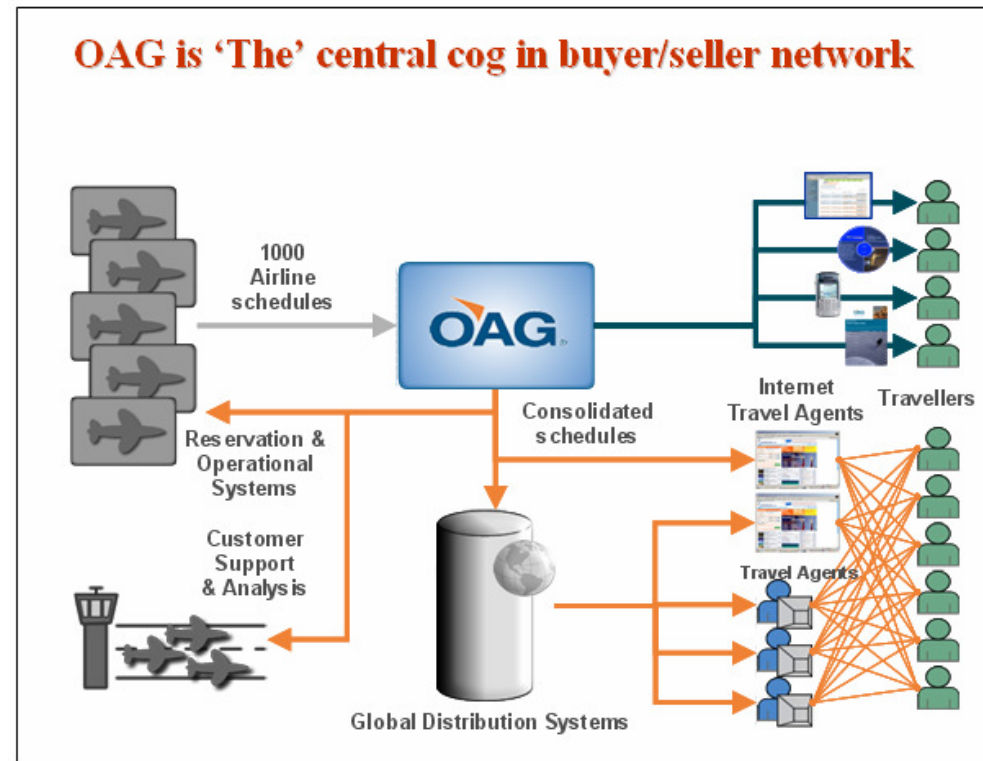 OAG is ‘The’ central cog in buyer/seller network
1000
Airline
schedules
OAG
Internet
Travel Agents
Travellers
Consolidated
schedules
Reservation &
Operational
Systems
Customer
Support
& Analysis
Travel Agents
Global Distribution Systems